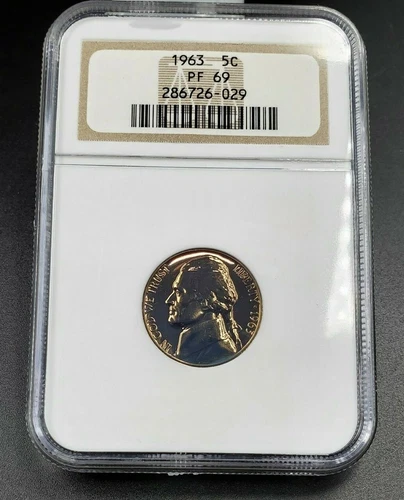 1963 5C
PF 69
286726-029
IN GOD WE TRUST
LIBERTY 1963